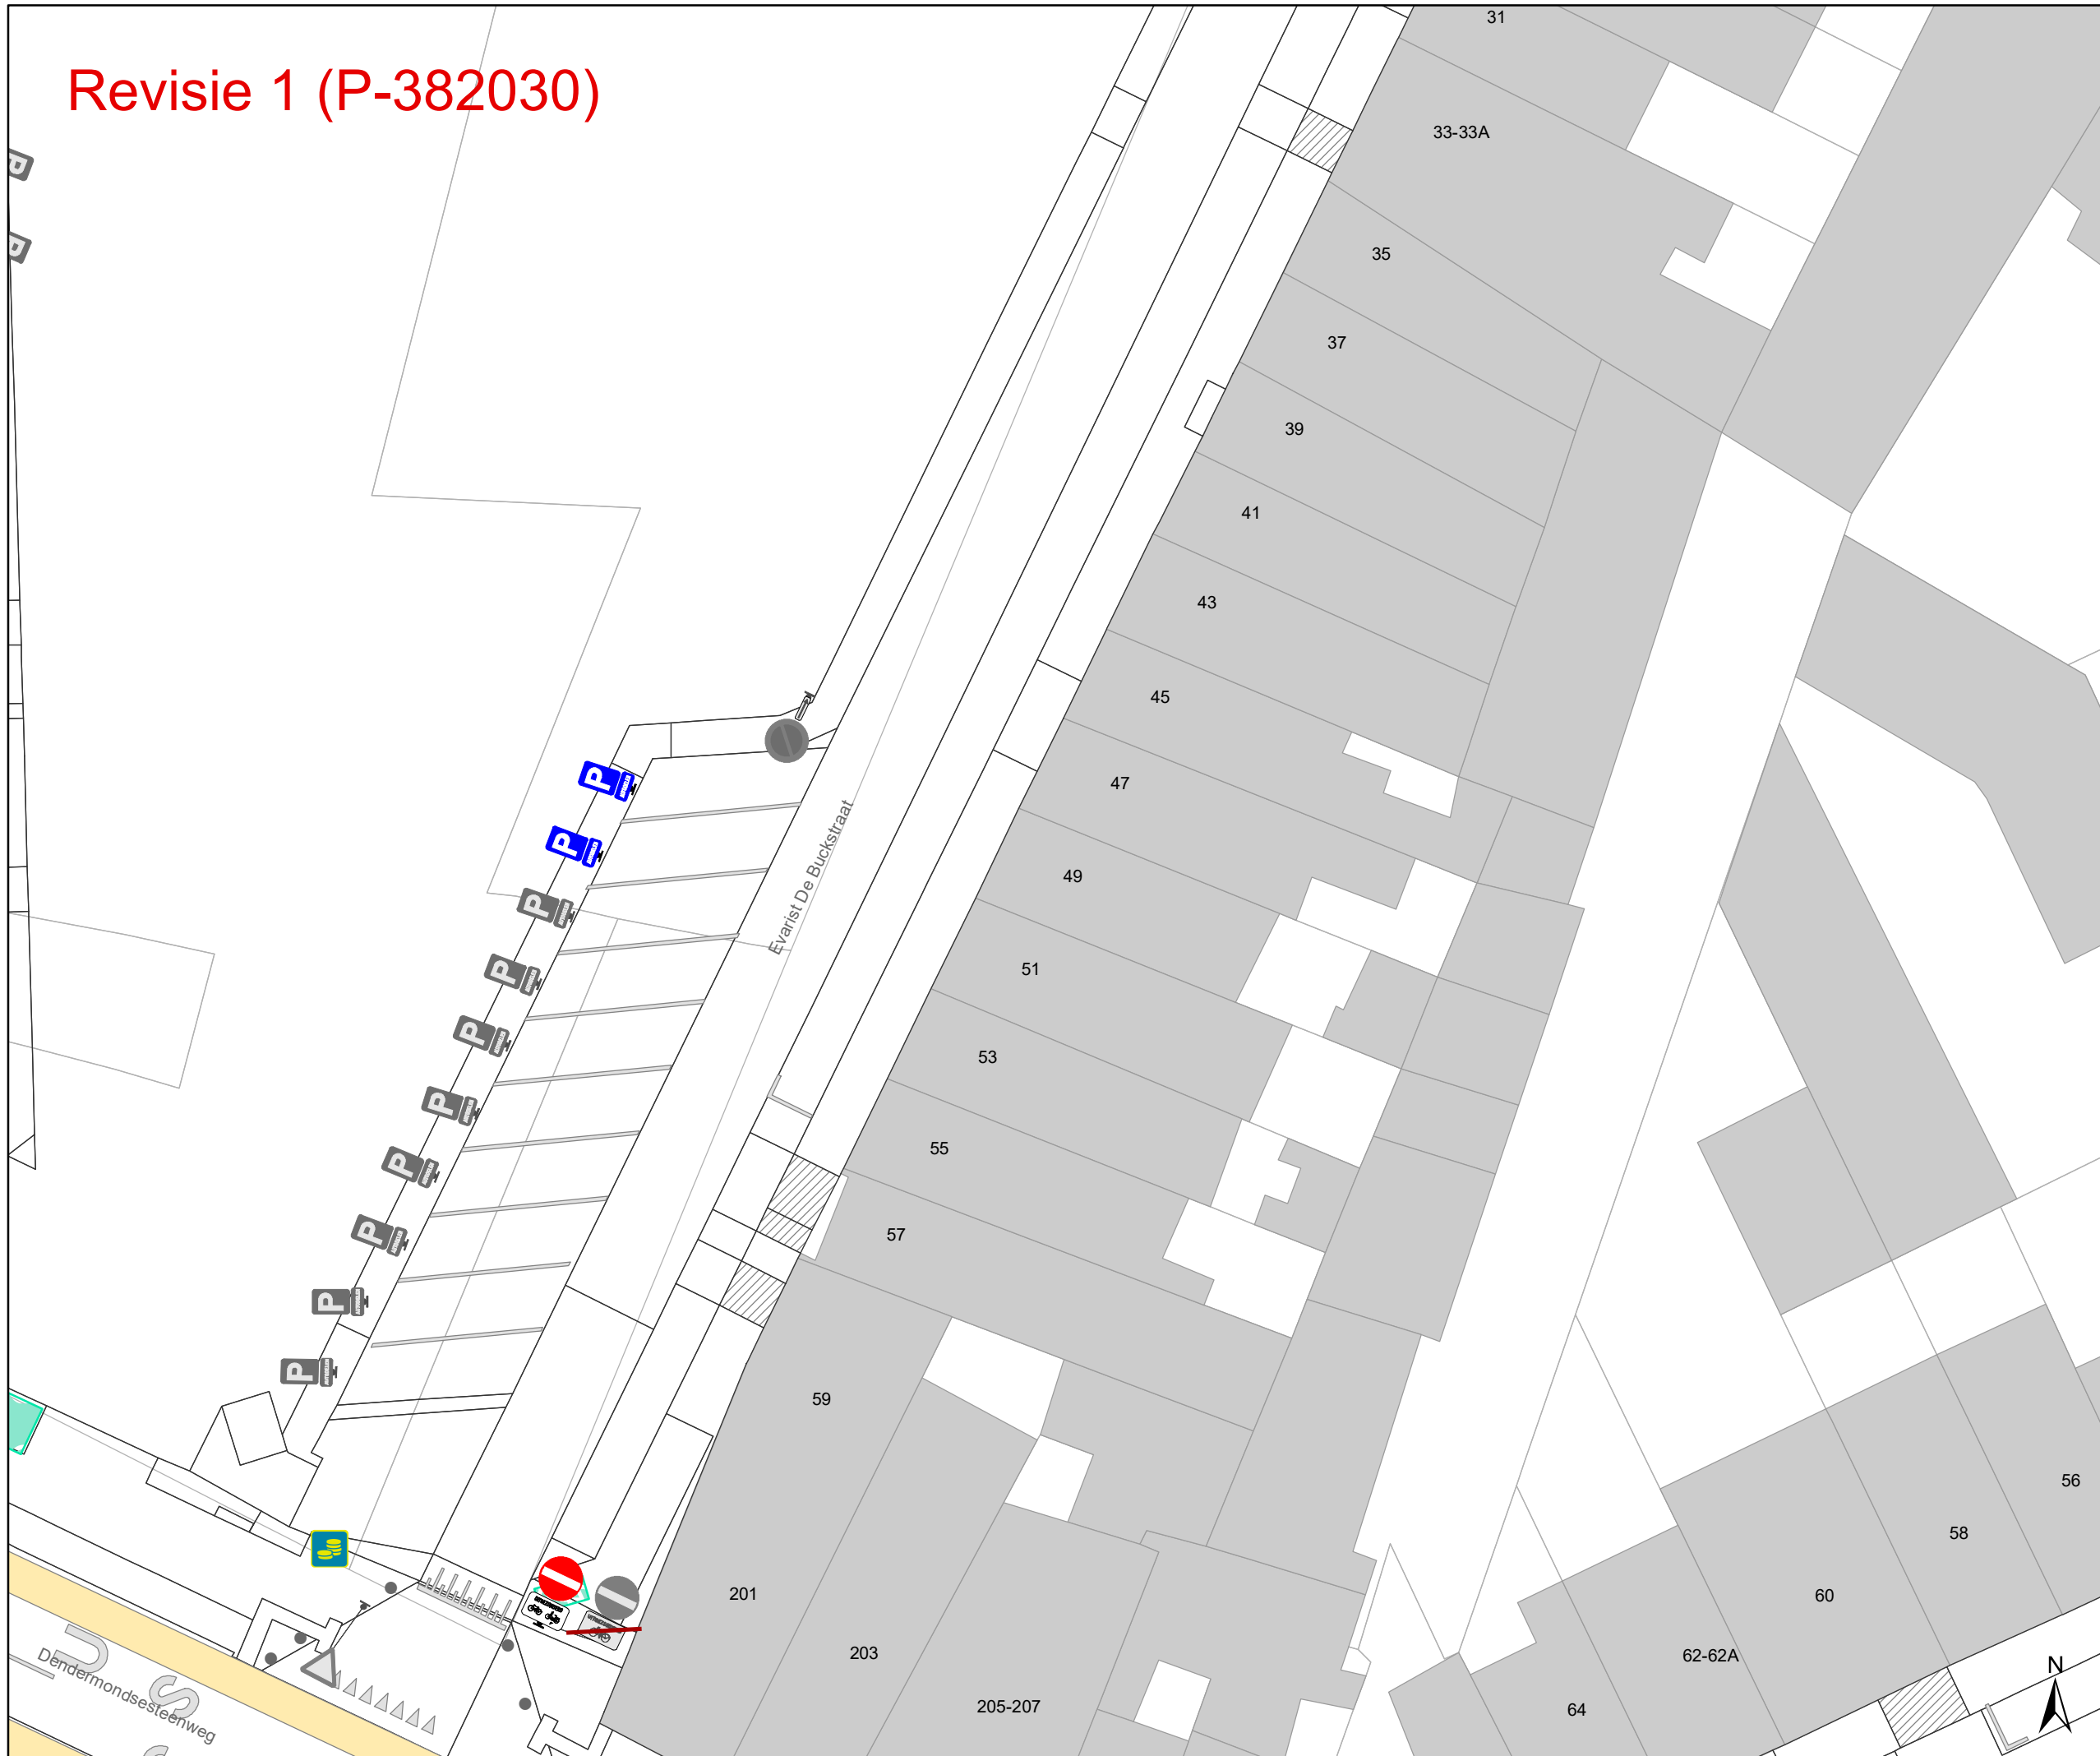 Revisie 1 (P-382030)
31
P
33-33A
P
35
37
39
41
43
45
P
47
P
Evarist De Buckstraat
49
P
51
P
53
P
P
55
P
57
P
P
P
59
56
58
60
201
203
62-62A
N
205-207
64
U
S
Dendermondsesteenweg